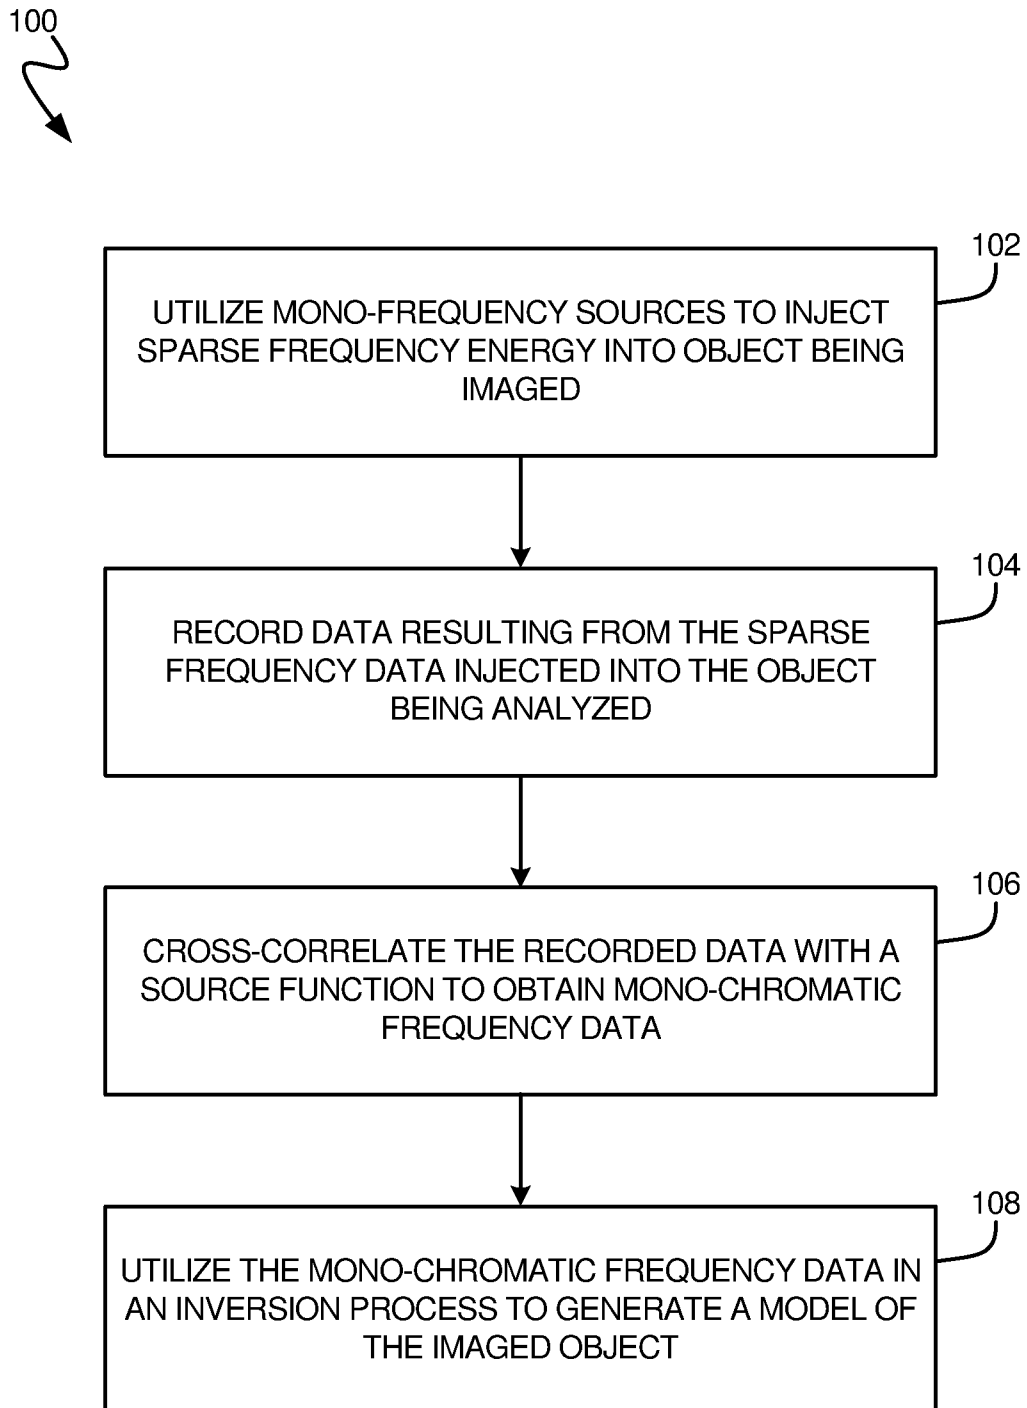 100
102
UTILIZE MONO-FREQUENCY SOURCES TO INJECT
SPARSE FREQUENCY ENERGY INTO OBJECT BEING
IMAGED
104
RECORD DATA RESULTING FROM THE SPARSE
FREQUENCY DATA INJECTED INTO THE OBJECT
BEING ANALYZED
106
CROSS-CORRELATE THE RECORDED DATA WITH A
SOURCE FUNCTION TO OBTAIN MONO-CHROMATIC
FREQUENCY DATA
108
UTILIZE THE MONO-CHROMATIC FREQUENCY DATA IN
AN INVERSION PROCESS TO GENERATE A MODEL OF
THE IMAGED OBJECT